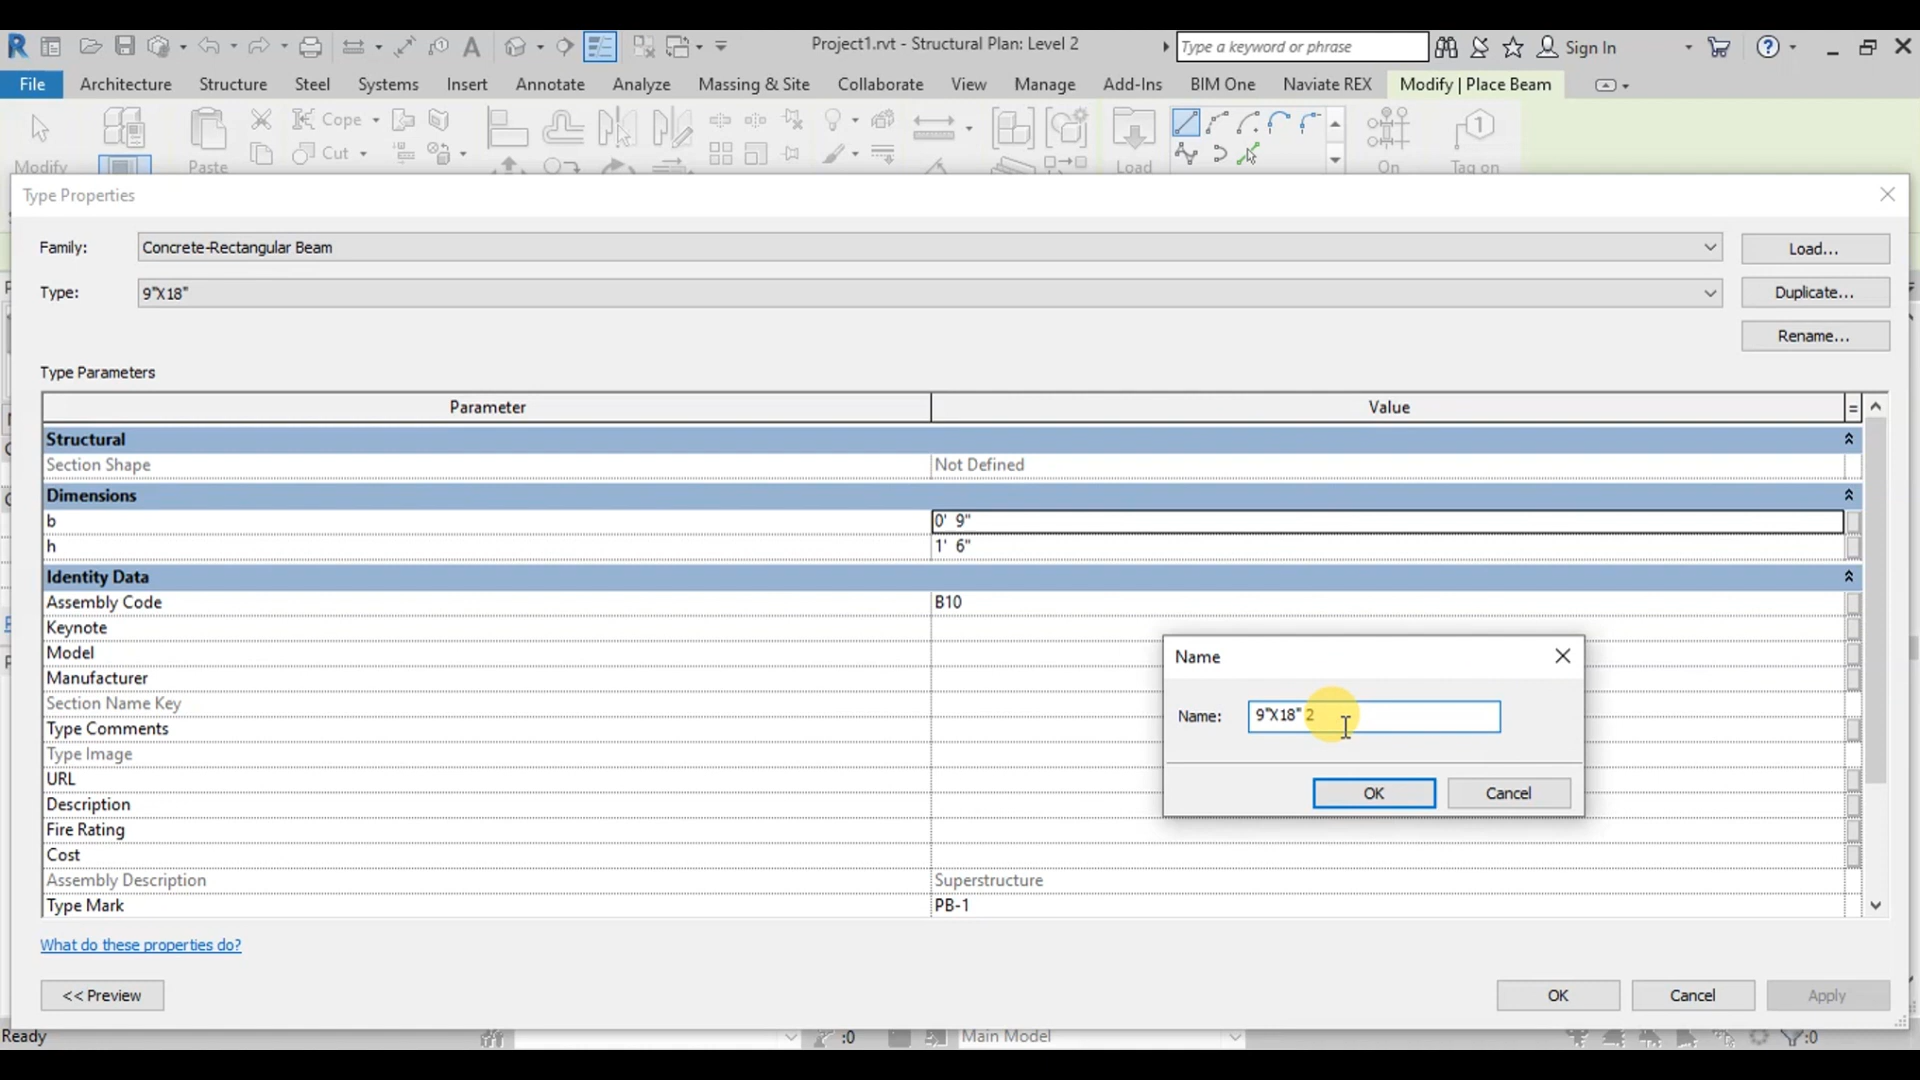 Project1.rvt - Structural Plan: Level 2
Type a keyword or phrase
Sign In
File Architecture Structure Steel Systems Insert Annotate Analyze Massing & Site Collaborate View Manage Add-Ins BIM One Naviate REX Modify | Place Beam
Cope
Cut
Modify Paste Load On Tag on
Type Properties
Family: Concrete-Rectangular Beam Load...
Type: 9"X18" Duplicate...
Rename...
Type Parameters
Parameter Value =
Structural
Section Shape Not Defined
Dimensions
b 0' 9"
h 1' 6"
Identity Data
Assembly Code B10
Keynote
Model
Manufacturer
Section Name Key
Type Comments
Type Image
URL
Description
Fire Rating
Cost
Assembly Description Superstructure
Type Mark PB-1
Name
Name: 9"X18" 2
OK Cancel
What do these properties do?
<< Preview OK Cancel Apply
Ready :0 Main Model :0